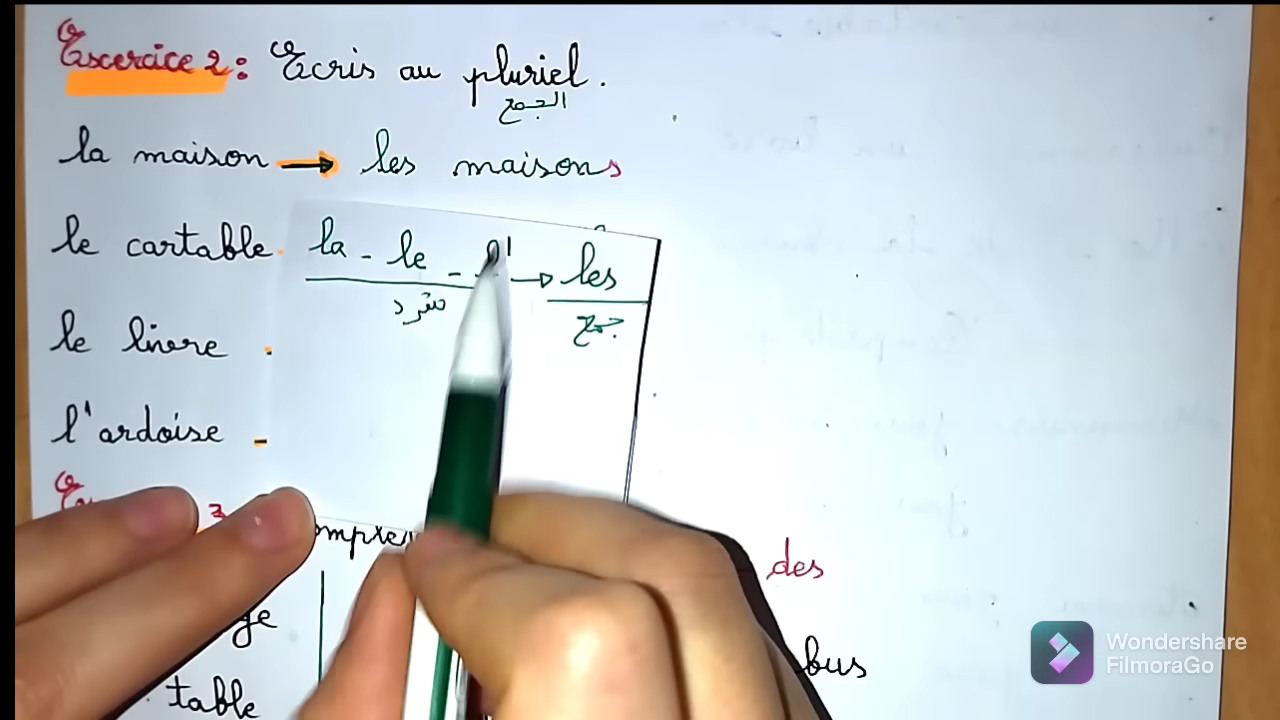 Escercice 2 : Ecris au pluriel .
الجمع
la maison → les maisons
le cartable
la - le - l' → les
مفرد
جمع
le livre
l'ardoise
des
bus
table
Wondershare
FilmoraGo